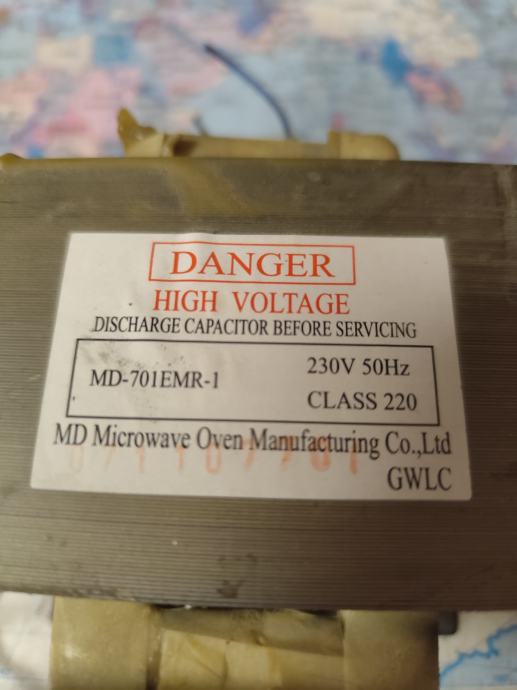 DANGER
HIGH VOLTAGE
DISCHARGE CAPACITOR BEFORE SERVICING
MD-701EMR-1
230V 50Hz
CLASS 220
MD Microwave Oven Manufacturing Co.,Ltd
GWLC